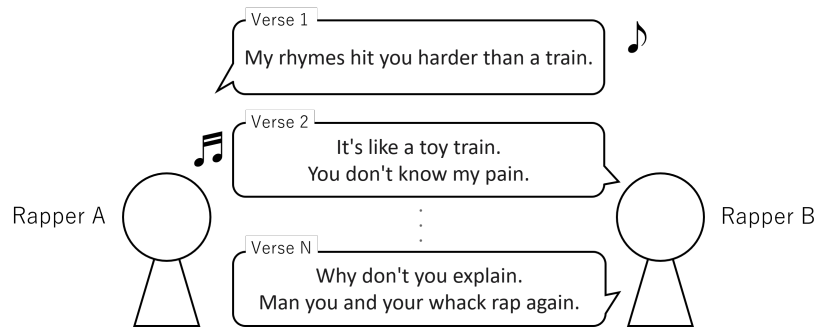 Verse 1
My rhymes hit you harder than a train.
Verse 2
It's like a toy train.
You don't know my pain.
Rapper A
Rapper B
Verse N
Why don't you explain.
Man you and your whack rap again.